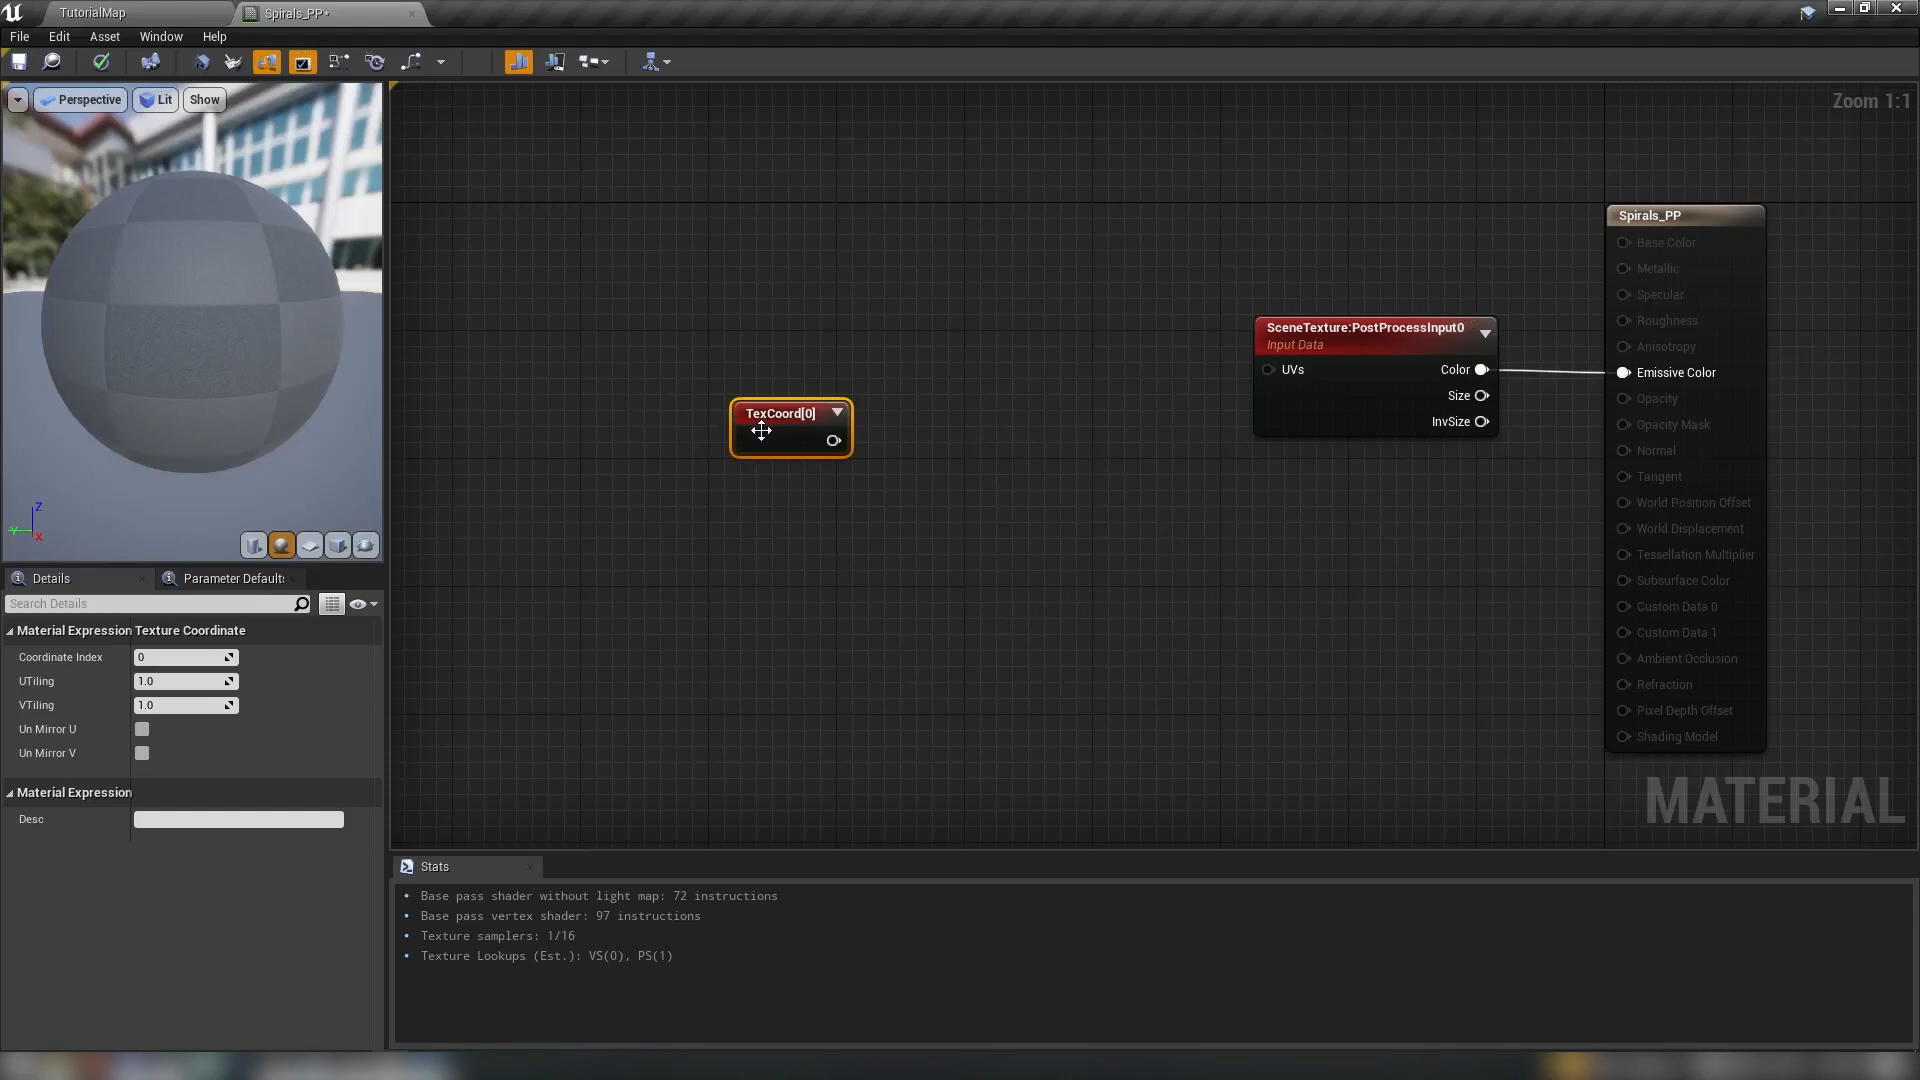 TutorialMap
Spirals_PP*
File Edit Asset Window Help
Perspective Lit Show
Zoom 1:1
Spirals_PP
Base Color
Metallic
Specular
Roughness
Anisotropy
Emissive Color
Opacity
Opacity Mask
Normal
Tangent
World Position Offset
World Displacement
Tessellation Multiplier
Subsurface Color
Custom Data 0
Custom Data 1
Ambient Occlusion
Refraction
Pixel Depth Offset
Shading Model
SceneTexture:PostProcessInput0
Input Data
UVs Color
Size
InvSize
TexCoord[0]
MATERIAL
Z
Y
X
Details Parameter Default
Search Details
Material Expression Texture Coordinate
Coordinate Index 0
UTiling 1.0
VTiling 1.0
Un Mirror U
Un Mirror V
Material Expression
Desc
Stats
• Base pass shader without light map: 72 instructions
• Base pass vertex shader: 97 instructions
• Texture samplers: 1/16
• Texture Lookups (Est.): VS(0), PS(1)